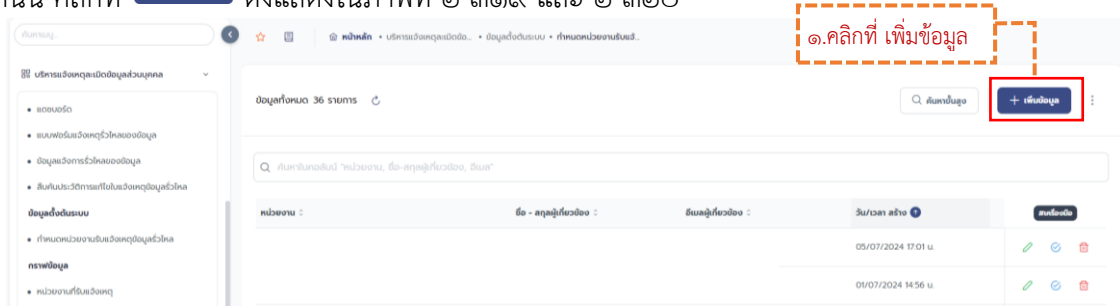 นั้น คลิกที่ ดังแสดงในภาพที่ ๒-๓๑๙ และ ๒-๓๒๐
๑.คลิกที่ เพิ่มข้อมูล
ค้นหาเมนู...
หน้าหลัก • บริหารแจ้งเหตุละเมิดข้อ... • ข้อมูลตั้งต้นระบบ • กำหนดหน่วยงานรับแจ้...
บริหารแจ้งเหตุละเมิดข้อมูลส่วนบุคคล
ข้อมูลทั้งหมด 36 รายการ
ค้นหาขั้นสูง
+ เพิ่มข้อมูล
• แดชบอร์ด
• แบบฟอร์มแจ้งเหตุรั่วไหลของข้อมูล
• ข้อมูลแจ้งการรั่วไหลของข้อมูล
ค้นหาในคอลัมน์ "หน่วยงาน, ชื่อ-สกุลผู้เกี่ยวข้อง, อีเมล"
• สืบค้นประวัติการแก้ไขใบแจ้งเหตุข้อมูลรั่วไหล
ข้อมูลตั้งต้นระบบ
หน่วยงาน
ชื่อ - สกุลผู้เกี่ยวข้อง
อีเมลผู้เกี่ยวข้อง
วัน/เวลา สร้าง
#เครื่องมือ
• กำหนดหน่วยงานรับแจ้งเหตุข้อมูลรั่วไหล
05/07/2024 17:01 น.
กราฟข้อมูล
• หน่วยงานที่รับแจ้งเหตุ
01/07/2024 14:56 น.